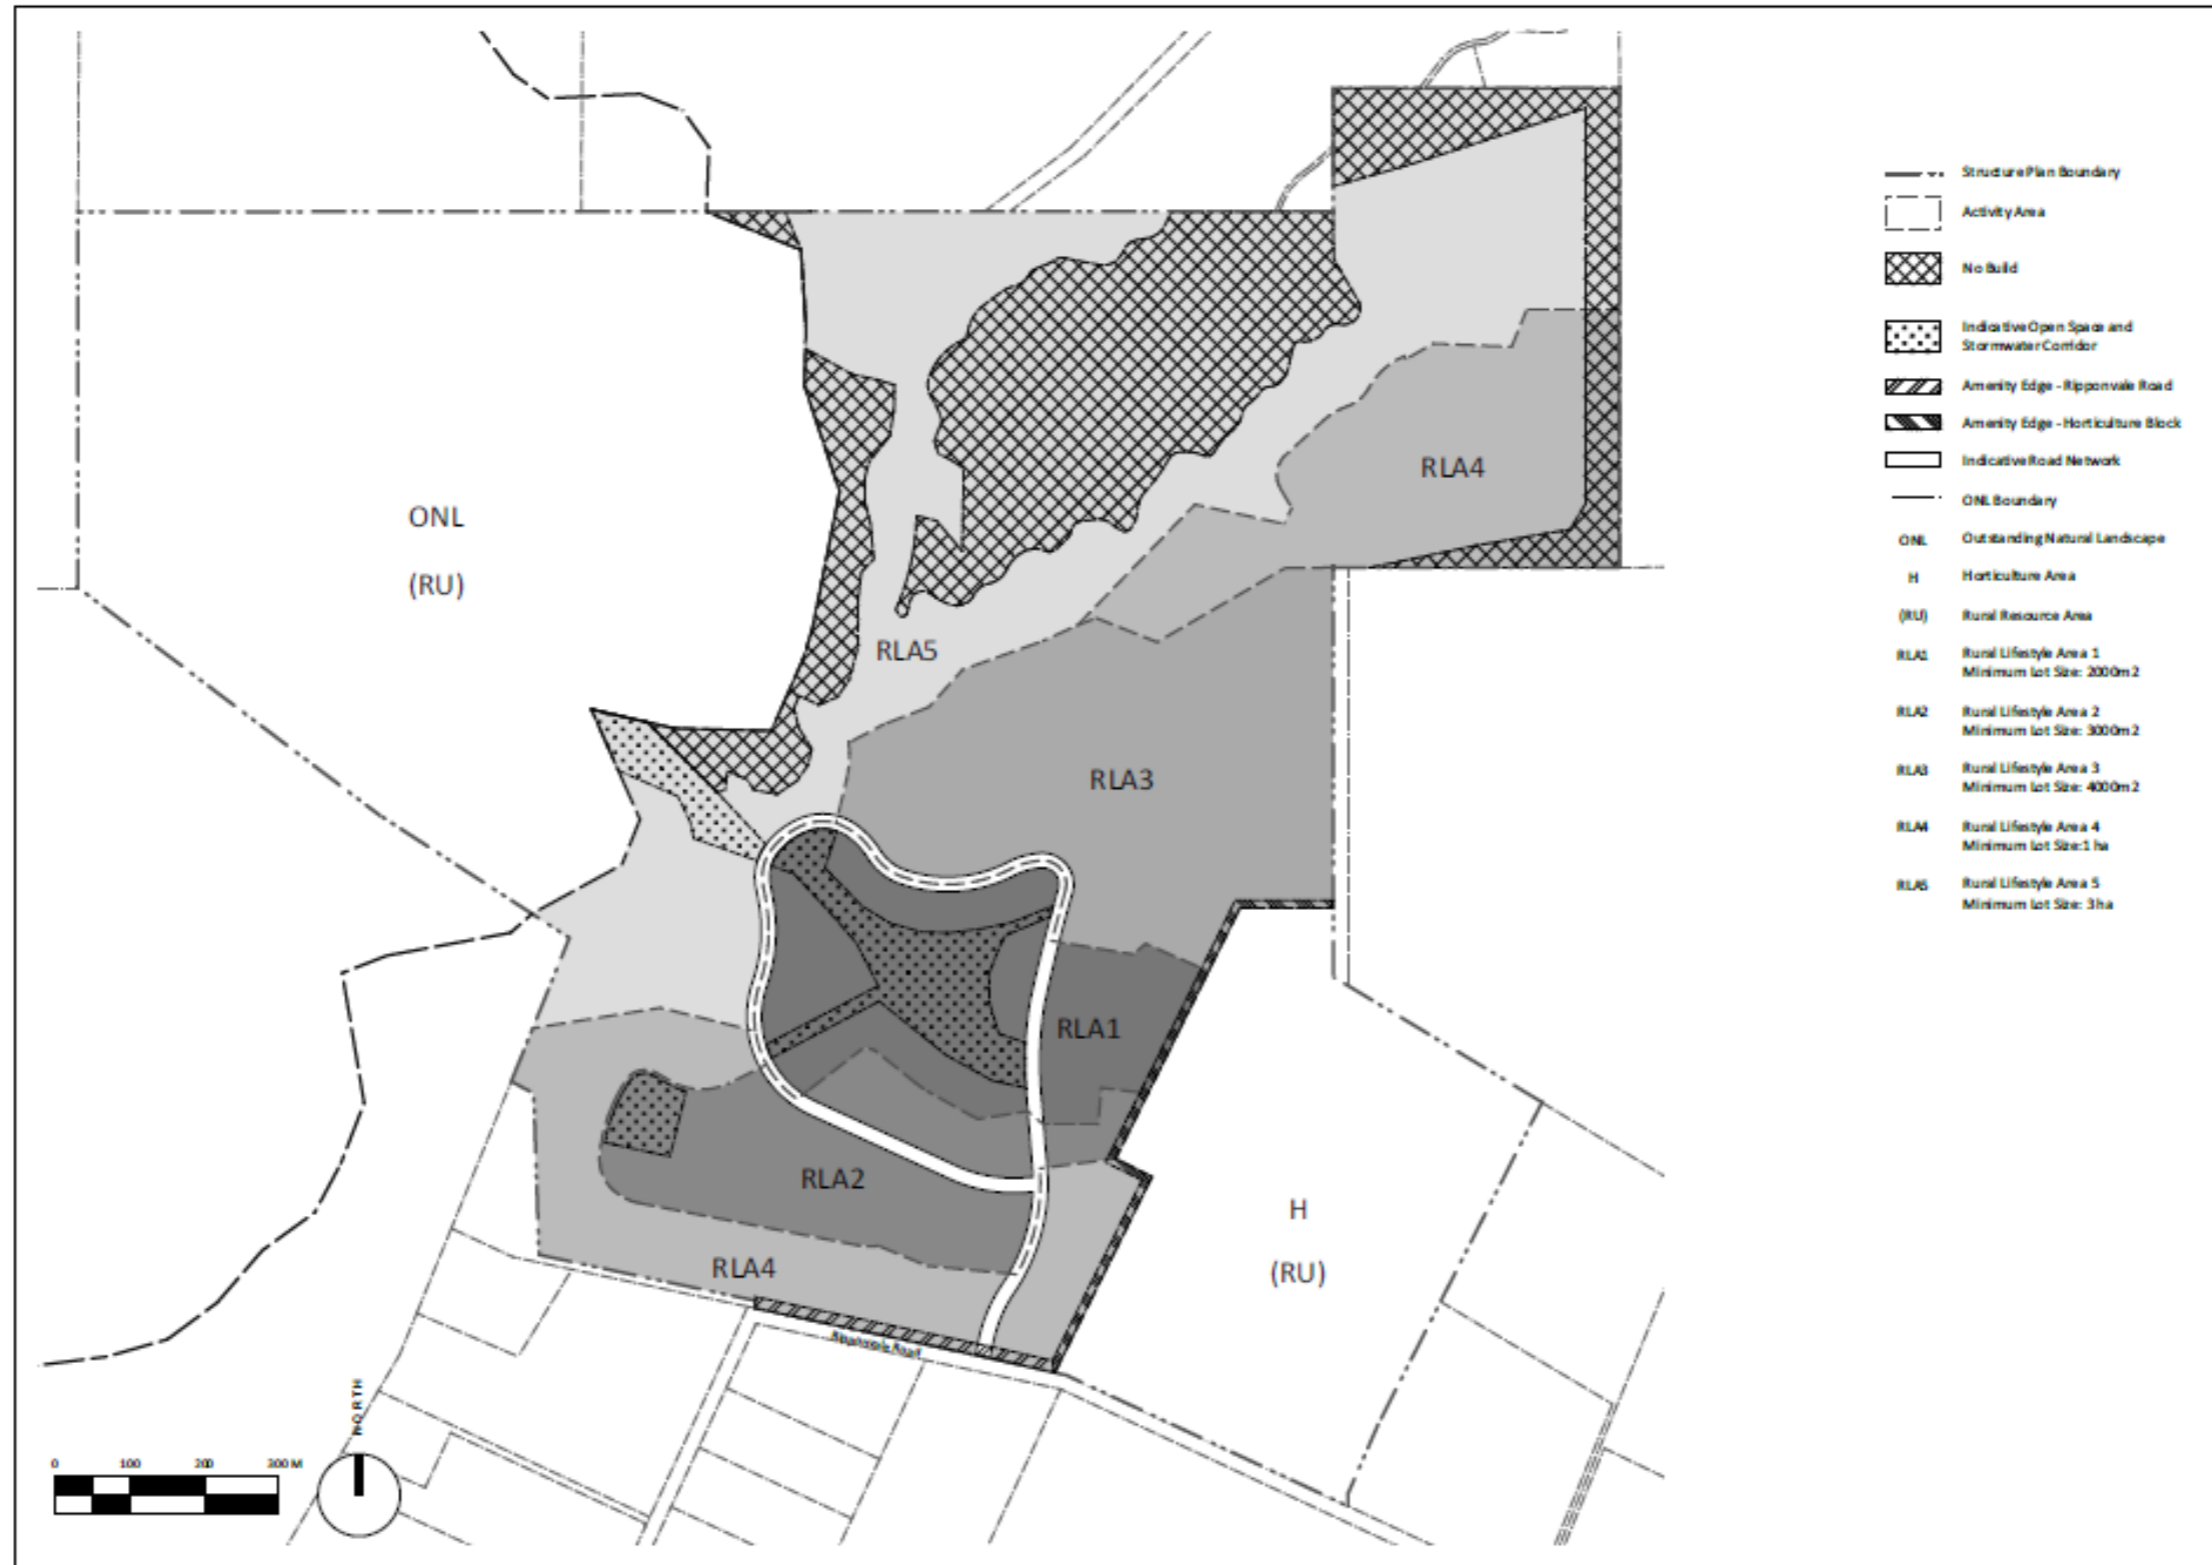 Structure Plan Boundary
Activity Area
No Build
Indicative Open Space and
Stormwater Corridor
Amenity Edge - Ripponvale Road
Amenity Edge - Horticulture Block
Indicative Road Network
ONL Boundary
ONL Outstanding Natural Landscape
H Horticulture Area
(RU) Rural Resource Area
RLA1 Rural Lifestyle Area 1
Minimum Lot Size: 2000m2
RLA2 Rural Lifestyle Area 2
Minimum Lot Size: 3000m2
RLA3 Rural Lifestyle Area 3
Minimum Lot Size: 4000m2
RLA4 Rural Lifestyle Area 4
Minimum Lot Size:1 ha
RLA5 Rural Lifestyle Area 5
Minimum Lot Size: 3ha
RLA4
ONL
(RU)
RLA5
RLA3
RLA1
RLA2
H
(RU)
RLA4
Ripponvale Road
NORTH
0 100 200 300 M